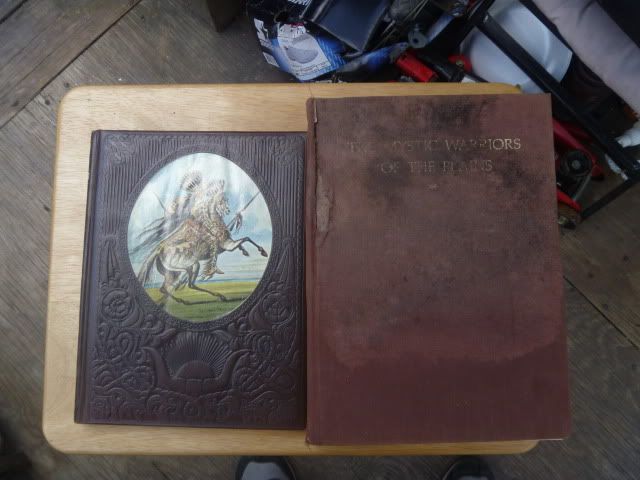 THE MYSTIC WARRIORS
OF THE PLAINS